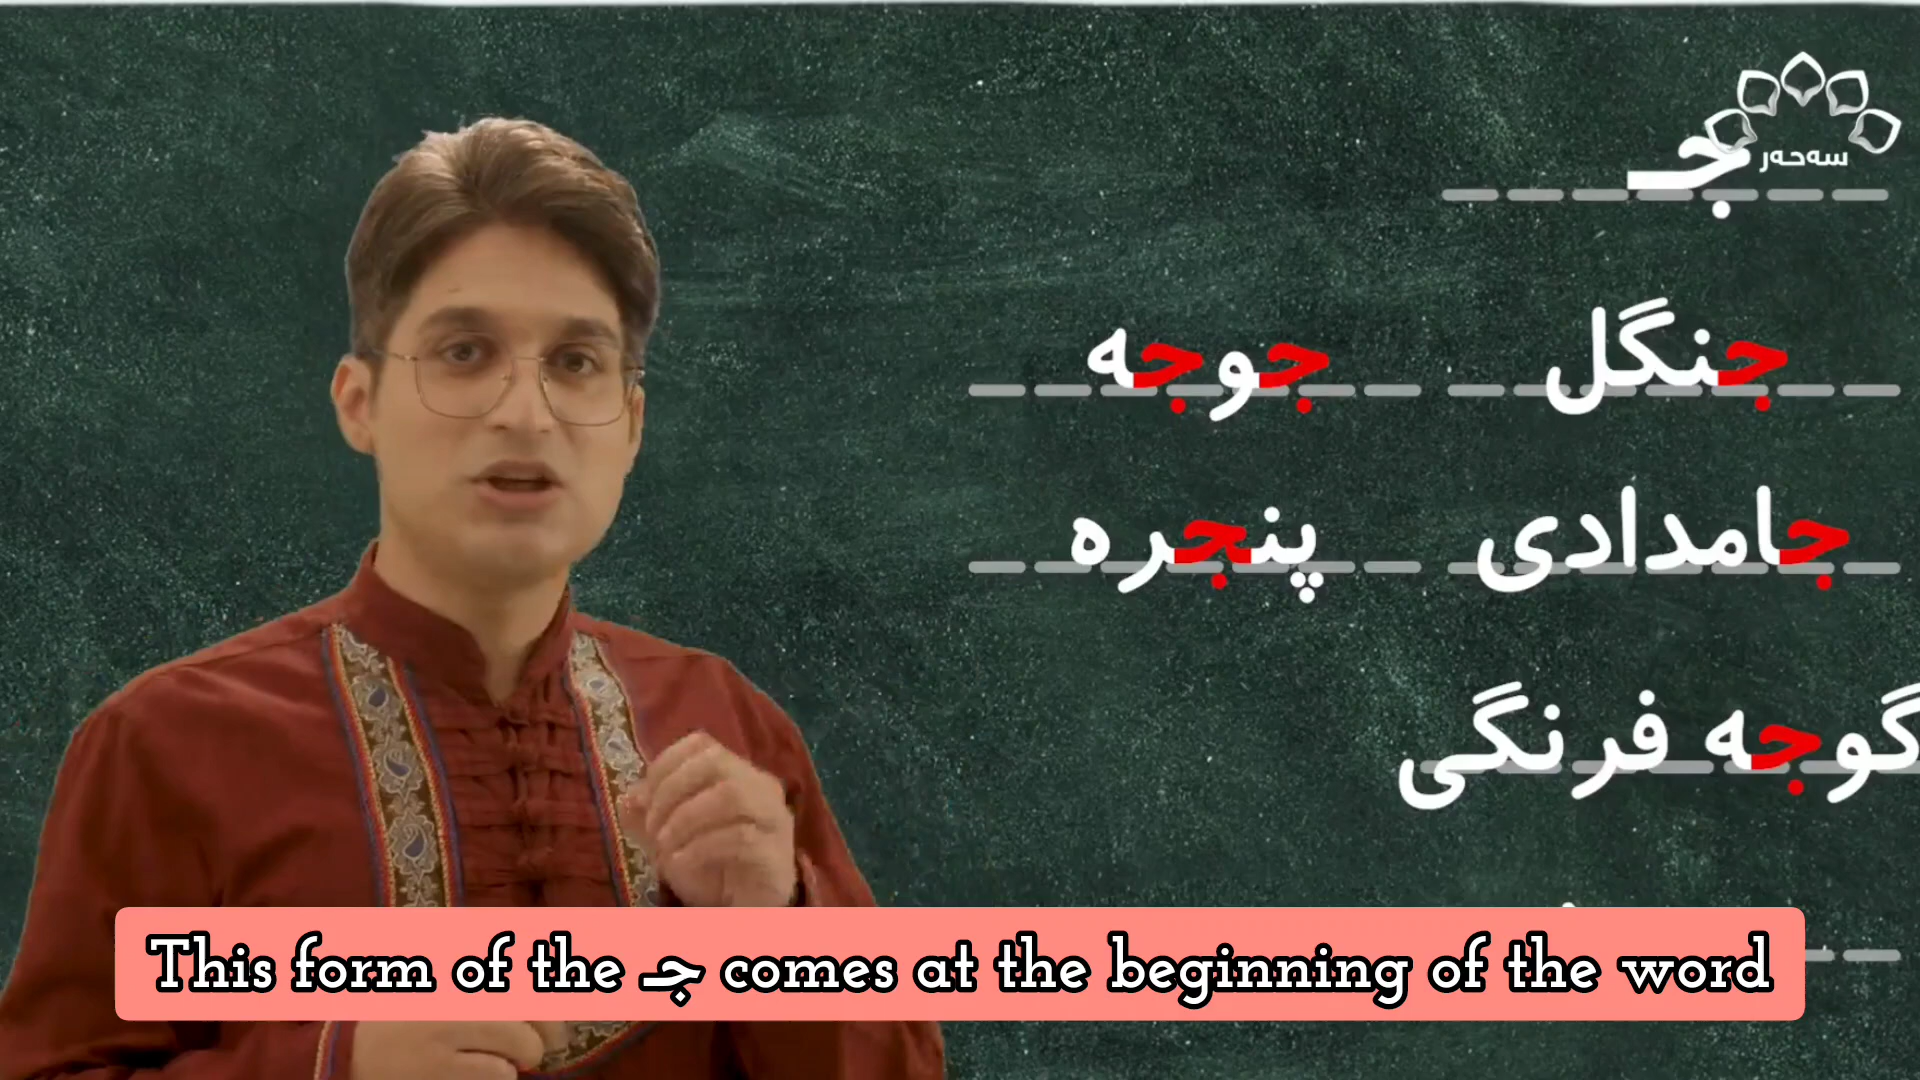 سەحەر
جـ
جنگل جوجه
جامدادی پنجره
گوجه فرنگی
This form of the جـ comes at the beginning of the word